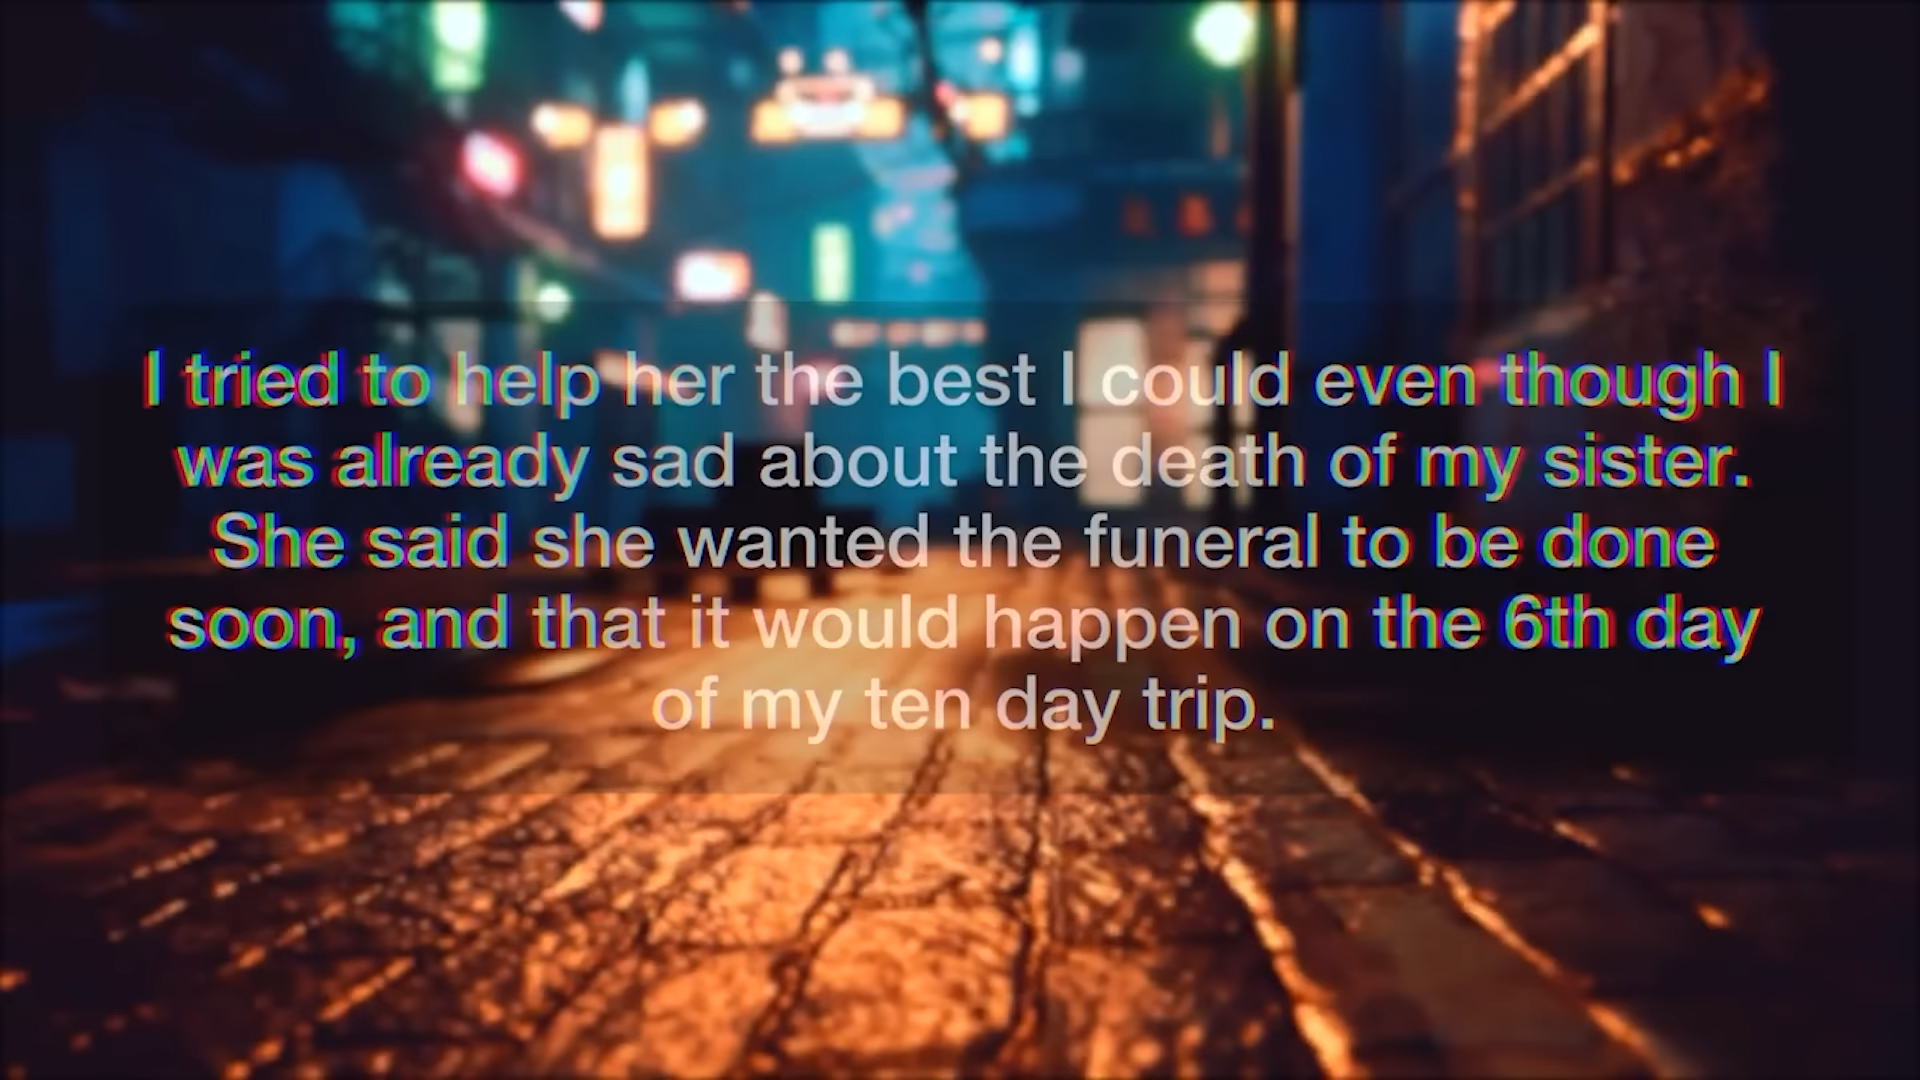 I tried to help her the best I could even though I
was already sad about the death of my sister.
She said she wanted the funeral to be done
soon, and that it would happen on the 6th day
of my ten day trip.